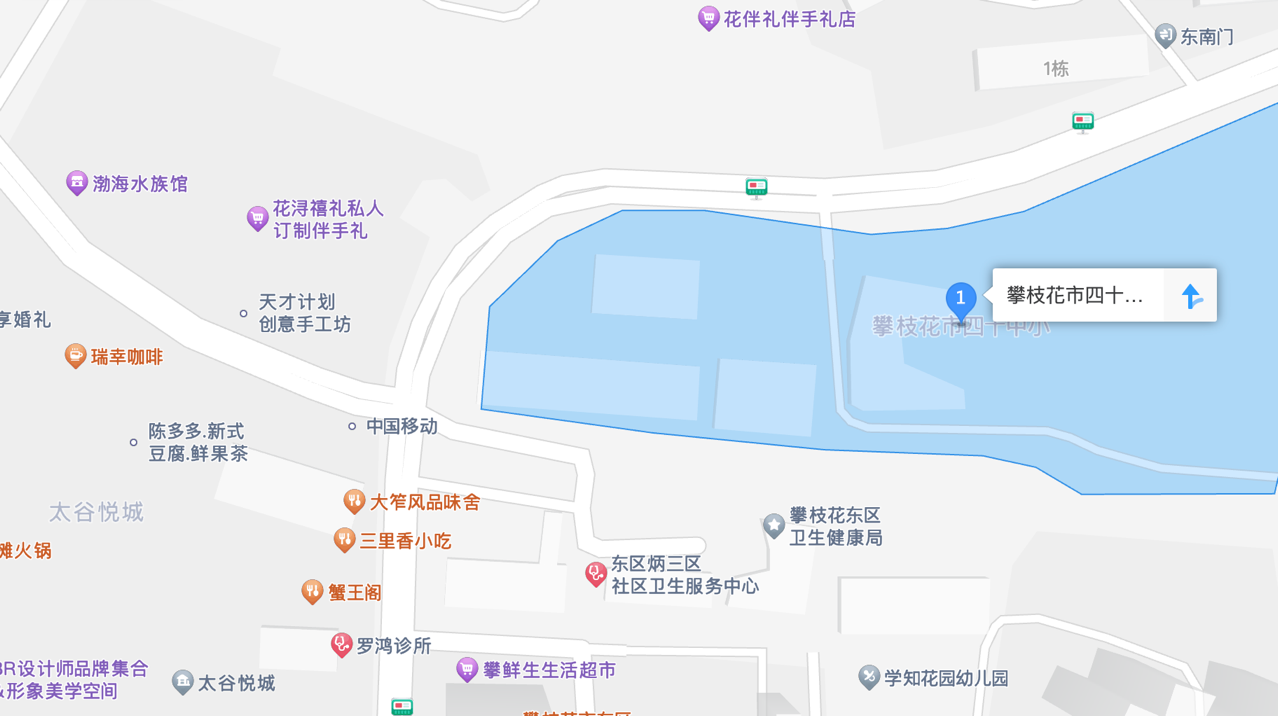 花伴礼伴手礼店
东南门
1栋
渤海水族馆
花浔禧礼私人
订制伴手礼
1
攀枝花市四十...
攀枝花市四十中小
天才计划
创意手工坊
享婚礼
瑞幸咖啡
中国移动
陈多多.新式
豆腐.鲜果茶
太谷悦城
大笮风品味舍
三里香小吃
攀枝花东区
卫生健康局
东区炳三区
社区卫生服务中心
蟹王阁
罗鸿诊所
攀鲜生生活超市
学知花园幼儿园
太谷悦城
设计师品牌集合
形象美学空间
火锅